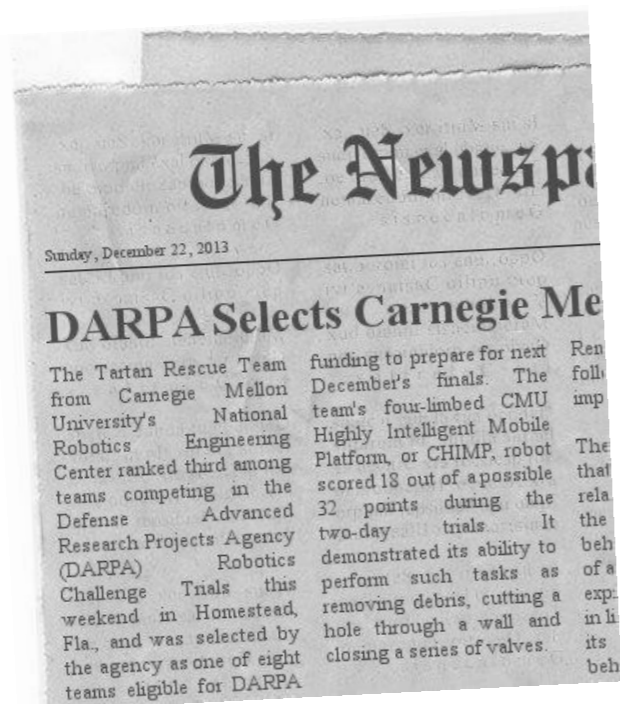 The Newspa
Sunday, December 22, 2013
DARPA Selects Carnegie Me
The Tartan Rescue Team
from Carnegie Mellon
University's National
Robotics Engineering
Center ranked third among
teams competing in the
Defense Advanced
Research Projects Agency
(DARPA) Robotics
Challenge Trials this
weekend in Homestead,
Fla., and was selected by
the agency as one of eight
teams eligible for DARPA
funding to prepare for next
December's finals. The
team's four-limbed CMU
Highly Intelligent Mobile
Platform, or CHIMP, robot
scored 18 out of a possible
32 points during the
two-day trials. It
demonstrated its ability to
perform such tasks as
removing debris, cutting a
hole through a wall and
closing a series of valves.
Ren
foll
imp
The
that
rela
the
beh
of a
exp
in li
its
beh